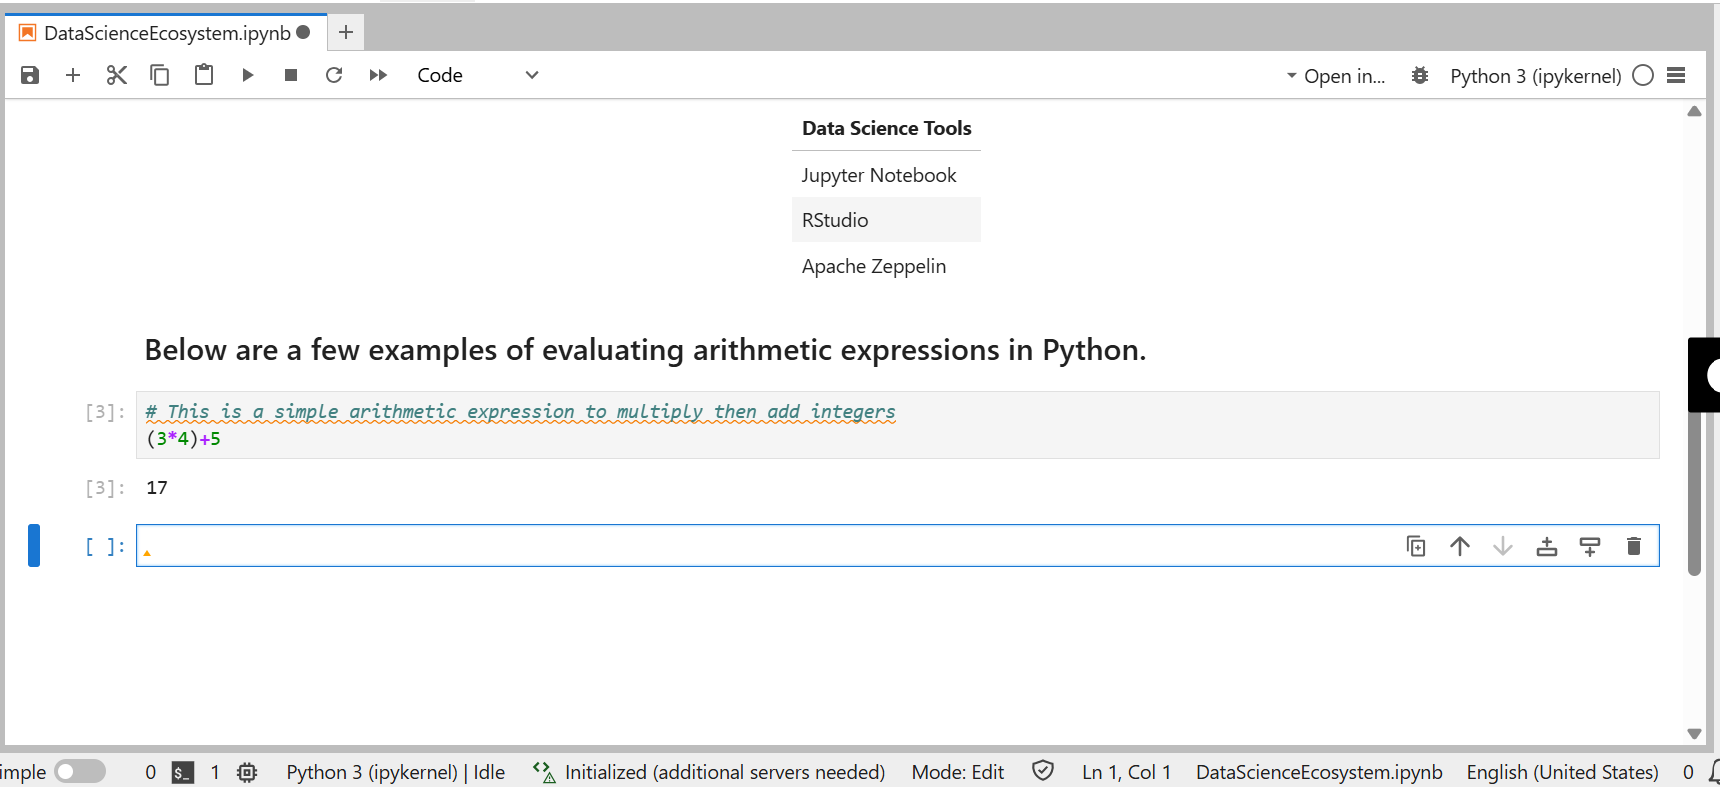 DataScienceEcosystem.ipynb
Code
Open in...
Python 3 (ipykernel)
Data Science Tools
Jupyter Notebook
RStudio
Apache Zeppelin
Below are a few examples of evaluating arithmetic expressions in Python.
[3]: # This is a simple arithmetic expression to multiply then add integers
(3*4)+5
[3]: 17
[ ]:
imple 0 $_ 1 Python 3 (ipykernel) | Idle Initialized (additional servers needed) Mode: Edit Ln 1, Col 1 DataScienceEcosystem.ipynb English (United States) 0